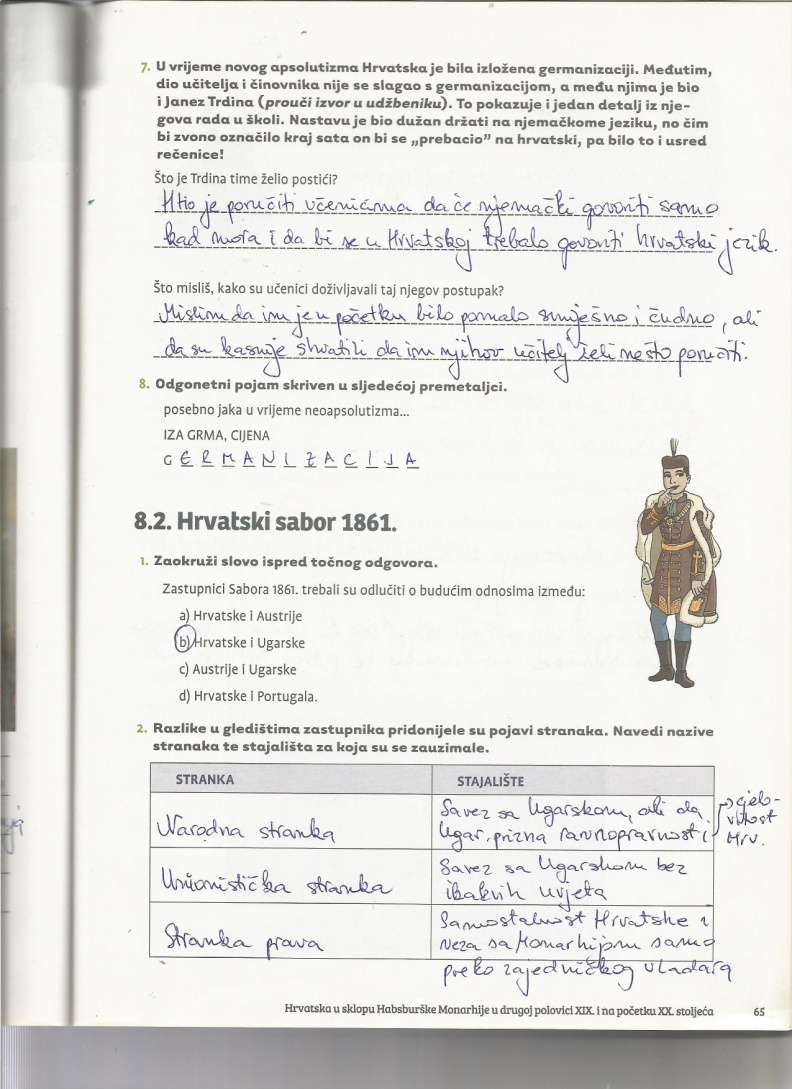 7. U vrijeme novog apsolutizma Hrvatska je bila izložena germanizaciji. Međutim,
dio učitelja i činovnika nije se slagao s germanizacijom, a među njima je bio
i Janez Trdina (prouči izvor u udžbeniku). To pokazuje i jedan detalj iz nje-
gova rada u školi. Nastavu je bio dužan držati na njemačkome jeziku, no čim
bi zvono označilo kraj sata on bi se „prebacio” na hrvatski, pa bilo to i usred
rečenice!
Što je Trdina time želio postići?
Htio je poručiti učenicima da će njemački govoriti samo
kad mora i da bi se u Hrvatskoj trebalo govoriti hrvatski jezik.
Što misliš, kako su učenici doživljavali taj njegov postupak?
Mislim da im je u početku bilo pomalo smiješno i čudno, ali
da su kasnije shvatili da im njihov učitelj želi nešto poručiti.
8. Odgonetni pojam skriven u sljedećoj premetaljci.
posebno jaka u vrijeme neoapsolutizma...
IZA GRMA, CIJENA
G E R M A N I Z A C I J A
8.2. Hrvatski sabor 1861.
1. Zaokruži slovo ispred točnog odgovora.
Zastupnici Sabora 1861. trebali su odlučiti o budućim odnosima između:
a) Hrvatske i Austrije
b) Hrvatske i Ugarske
c) Austrije i Ugarske
d) Hrvatske i Portugala.
2. Razlike u gledištima zastupnika pridonijele su pojavi stranaka. Navedi nazive
stranaka te stajališta za koja su se zauzimale.
STRANKA STAJALIŠTE
Narodna stranka
Savez sa Ugarskom, ali da
Ugar. prizna ravnopravnost i
cjelo-
vitost
Hrv.
Unionistička stranka
Savez sa Ugarskom bez
ikakvih uvjeta
Stranka prava
Samostalnost Hrvatske i
veza sa Monarhijom samo
preko zajedničkog vladara
Hrvatska u sklopu Habsburške Monarhije u drugoj polovici XIX. i na početku XX. stoljeća 65